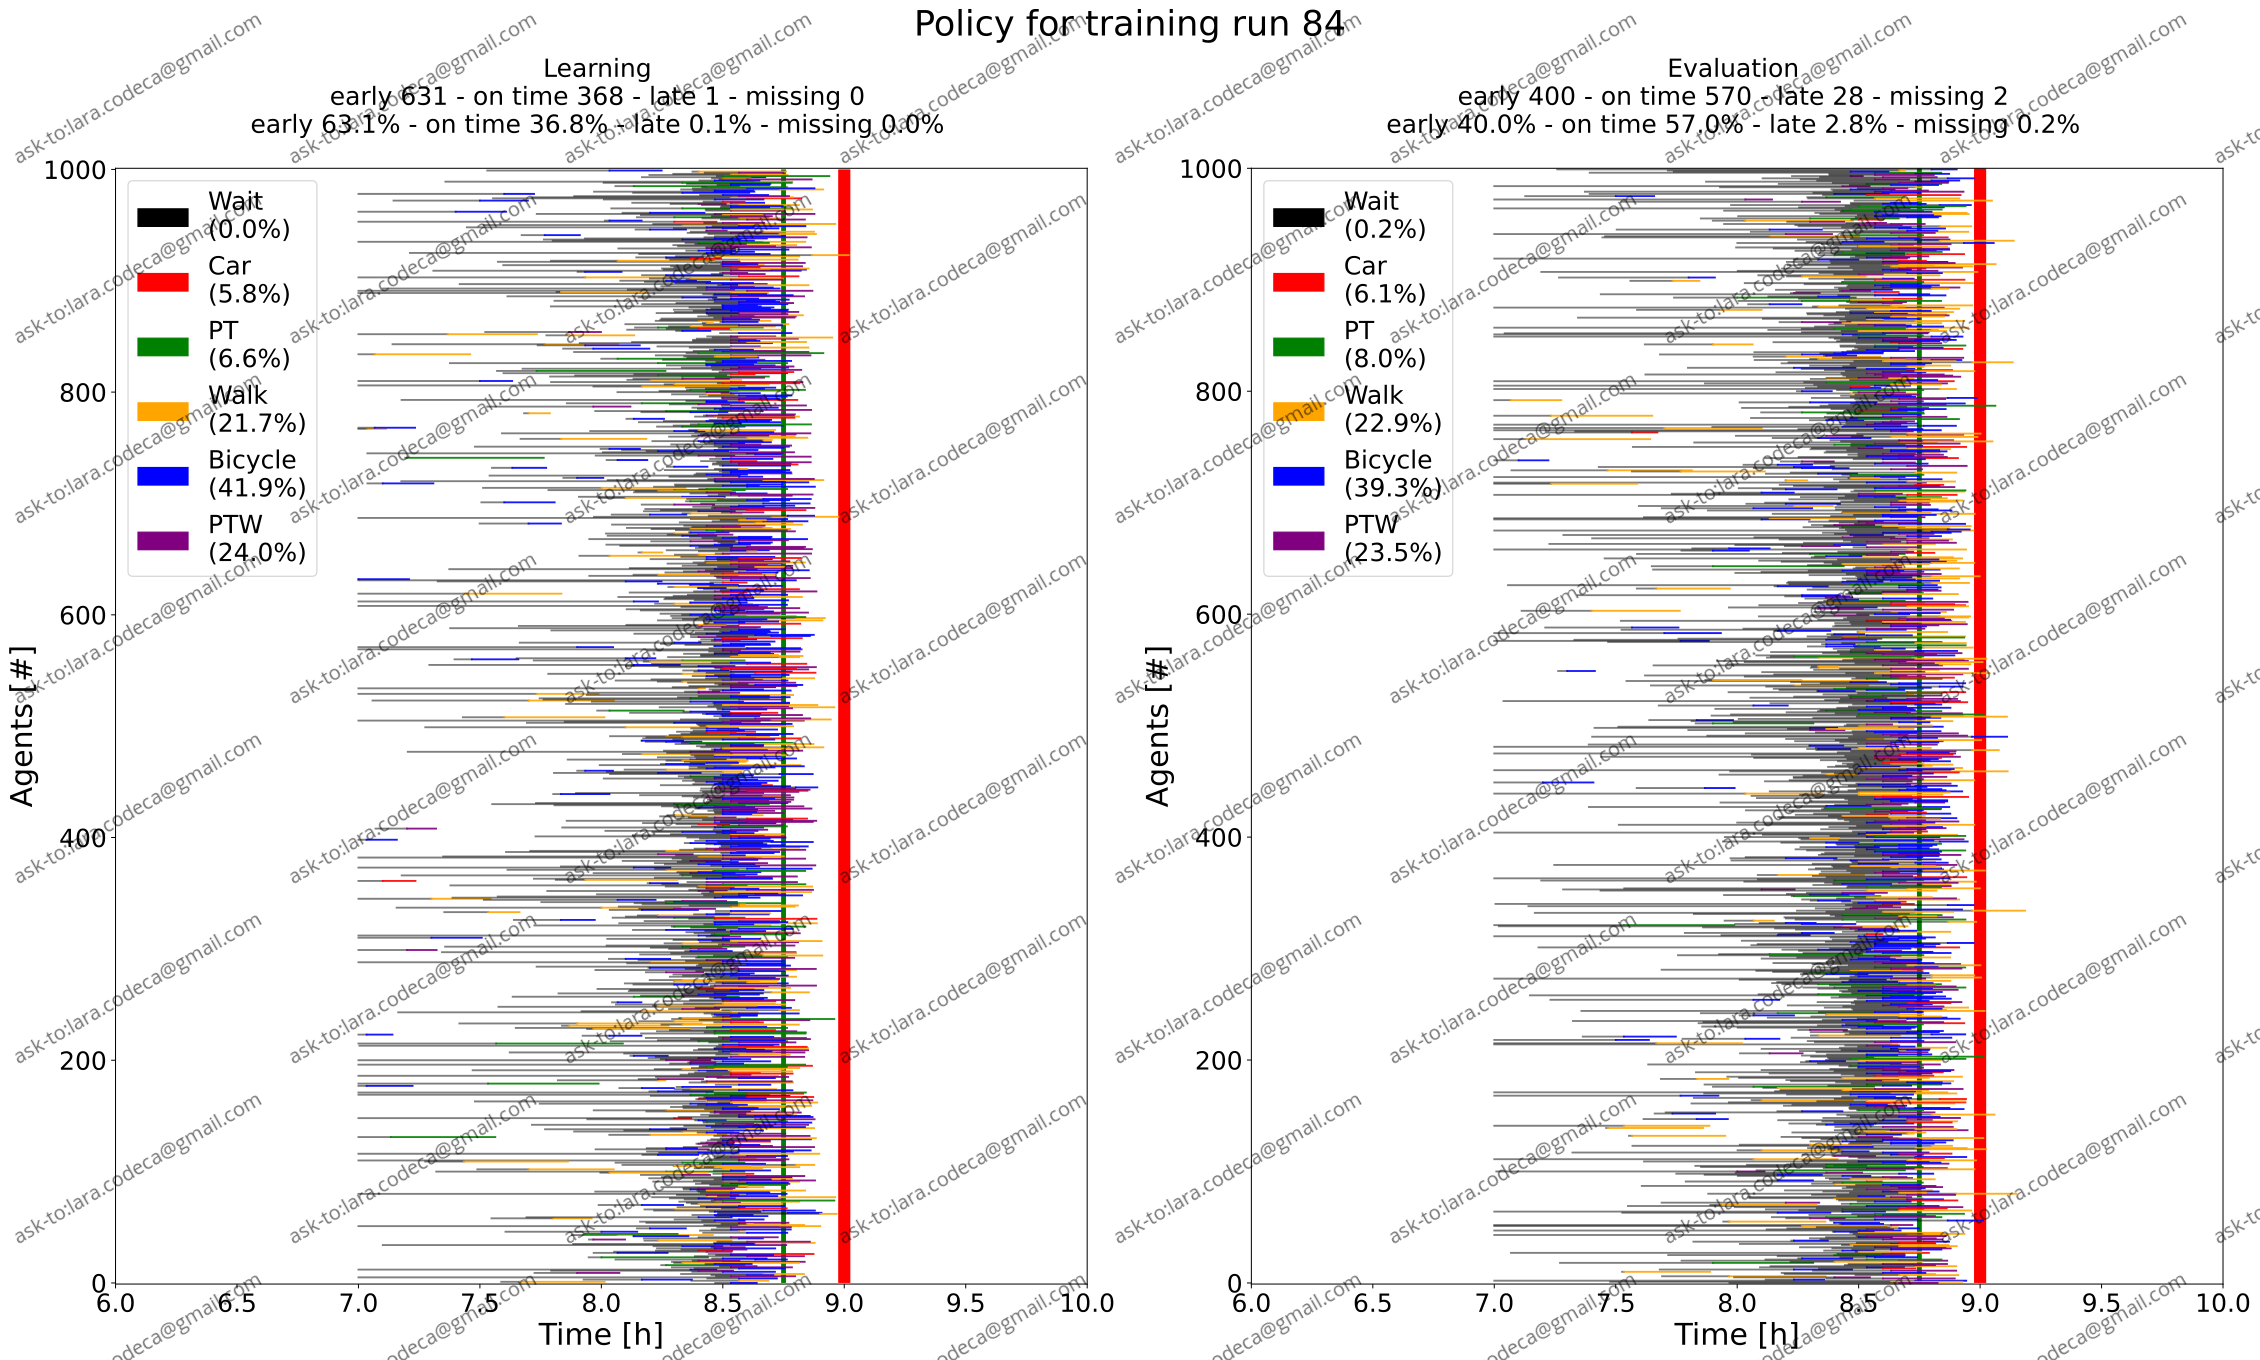 Policy for training run 84
Learning
early 631 - on time 368 - late 1 - missing 0
early 63.1% - on time 36.8% - late 0.1% - missing 0.0%
Agents [#]
1000
800
600
400
200
0
Wait
(0.0%)
Car
(5.8%)
PT
(6.6%)
Walk
(21.7%)
Bicycle
(41.9%)
PTW
(24.0%)
6.0 6.5 7.0 7.5 8.0 8.5 9.0 9.5 10.0
Time [h]
Evaluation
early 400 - on time 570 - late 28 - missing 2
early 40.0% - on time 57.0% - late 2.8% - missing 0.2%
Agents [#]
1000
800
600
400
200
0
Wait
(0.2%)
Car
(6.1%)
PT
(8.0%)
Walk
(22.9%)
Bicycle
(39.3%)
PTW
(23.5%)
6.0 6.5 7.0 7.5 8.0 8.5 9.0 9.5 10.0
Time [h]
ask-to:lara.codeca@gmail.com